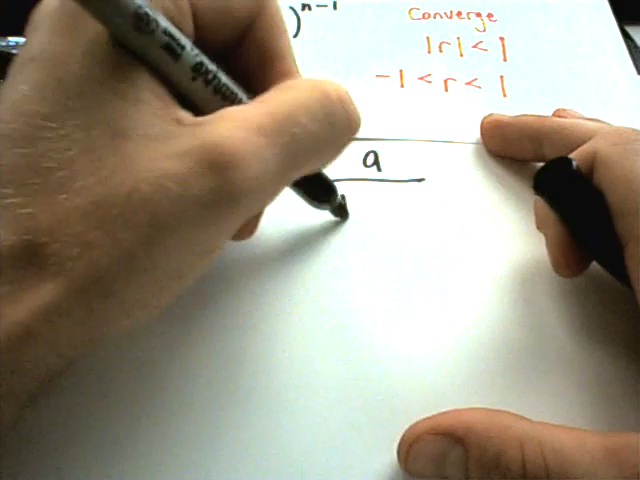 )^{n-1}
Converge
|r| < 1
-1 < r < 1
a